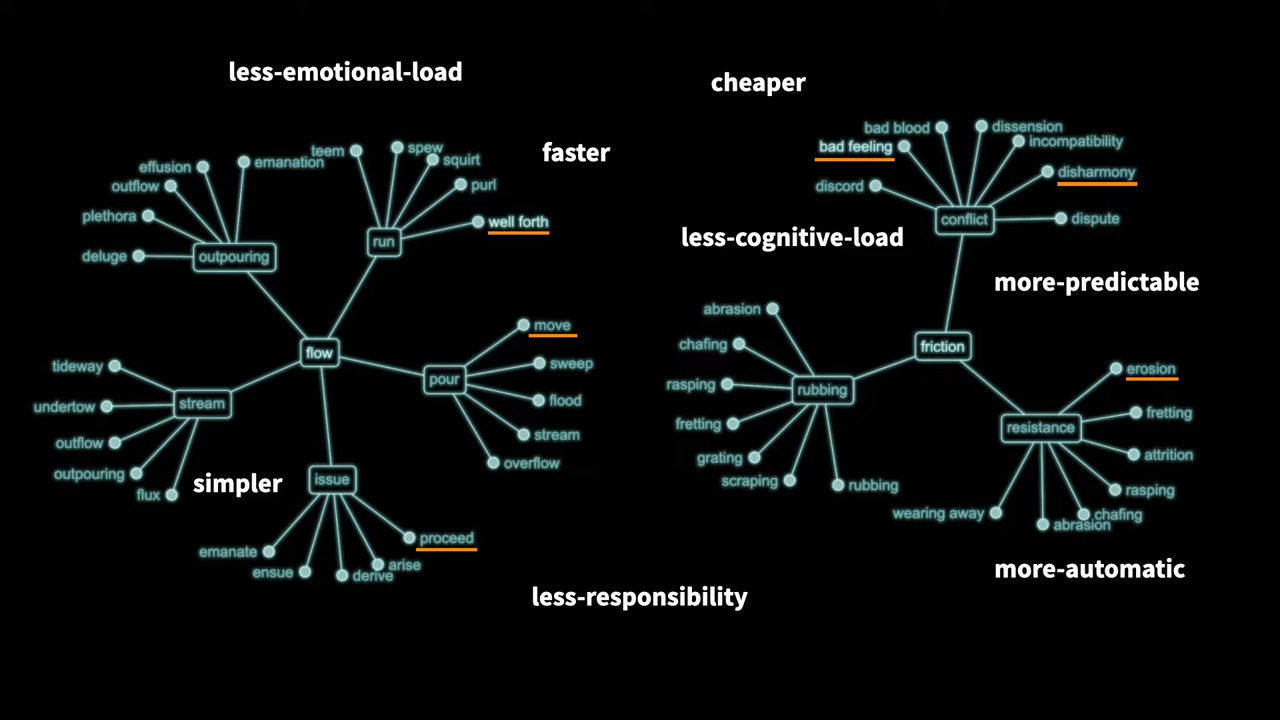 less-emotional-load
cheaper
faster
less-cognitive-load
more-predictable
simpler
less-responsibility
more-automatic
flow
outpouring
effusion
emanation
outflow
plethora
deluge
run
teem
spew
squirt
purl
well forth
pour
move
sweep
flood
stream
overflow
stream
tideway
undertow
outflow
outpouring
flux
issue
proceed
arise
derive
ensue
emanate
friction
conflict
bad blood
dissension
incompatibility
bad feeling
disharmony
discord
dispute
rubbing
abrasion
chafing
rasping
fretting
grating
scraping
rubbing
resistance
erosion
fretting
attrition
rasping
chafing
abrasion
wearing away